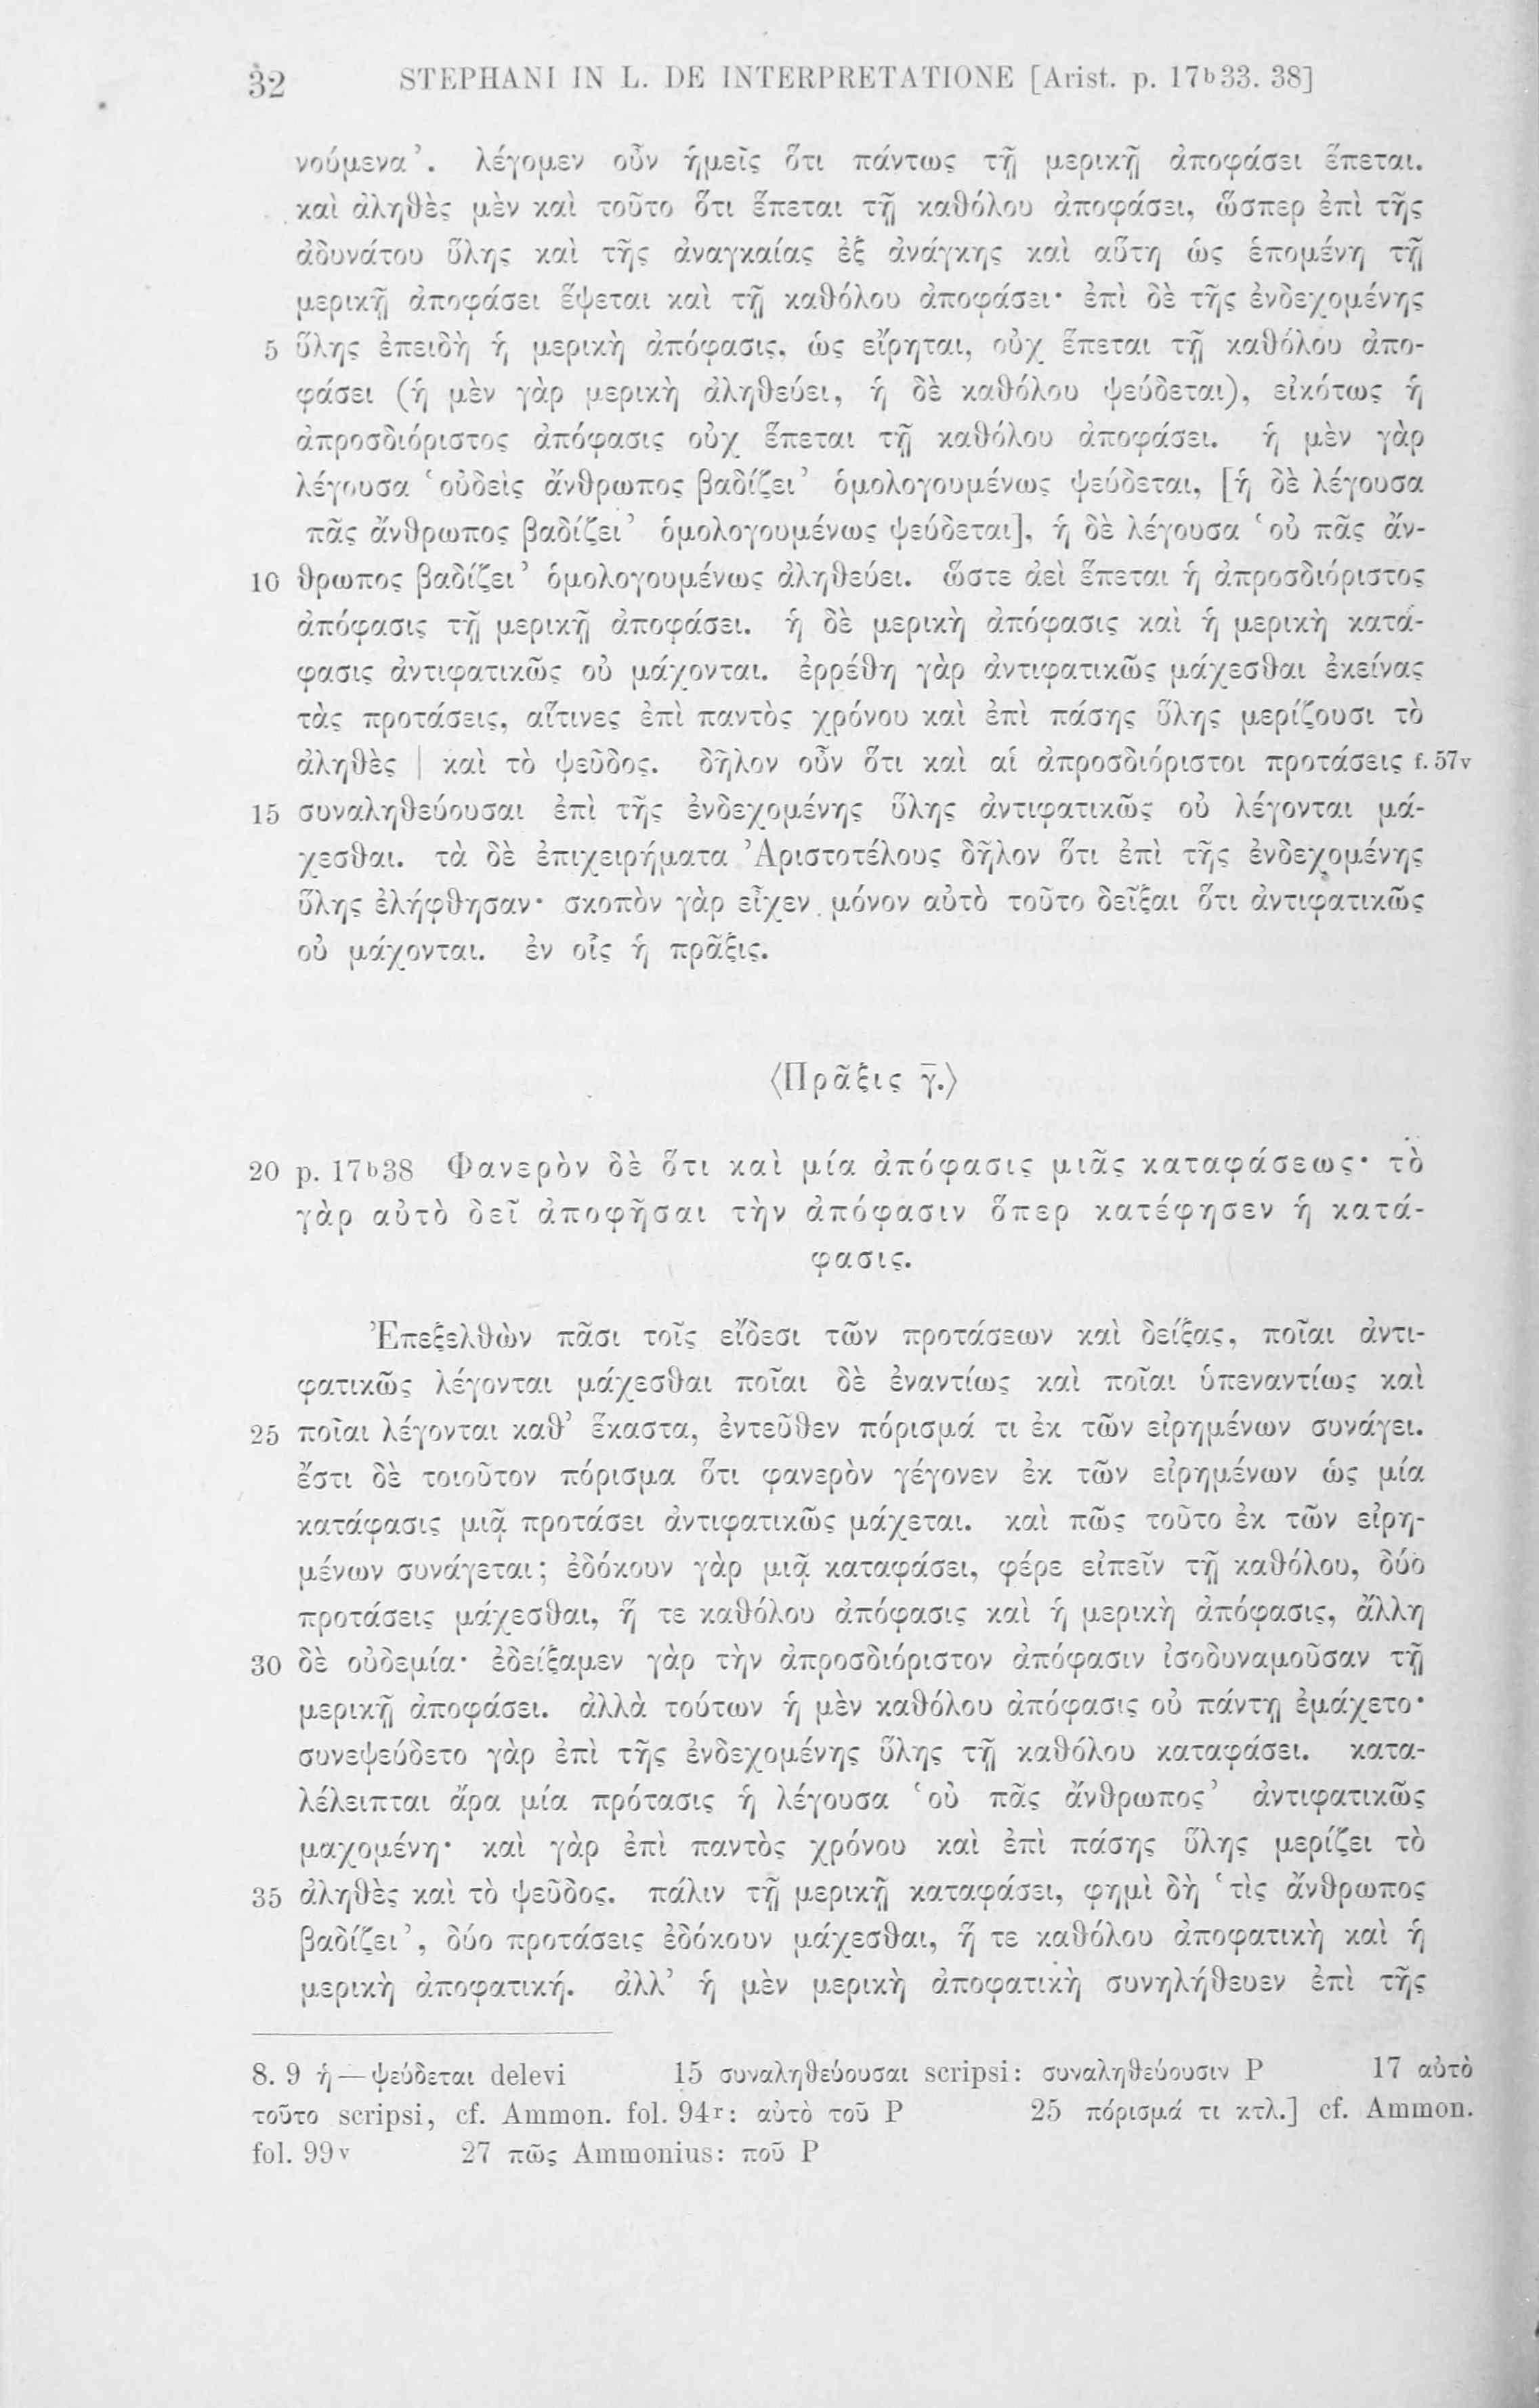 32 STEPHANI IN L. DE INTERPRETATIONE [Arist. p. 17b33. 38]
νούμενα’. λέγομεν οὖν ἡμεῖς ὅτι πάντως τῇ μερικῇ ἀποφάσει ἕπεται.
καὶ ἀληθὲς μὲν καὶ τοῦτο ὅτι ἕπεται τῇ καθόλου ἀποφάσει, ὥσπερ ἐπὶ τῆς
ἀδυνάτου ὕλης καὶ τῆς ἀναγκαίας ἐξ ἀνάγκης καὶ αὕτη ὡς ἑπομένη τῇ
μερικῇ ἀποφάσει ἕψεται καὶ τῇ καθόλου ἀποφάσει· ἐπὶ δὲ τῆς ἐνδεχομένης
5 ὕλης ἐπειδὴ ἡ μερικὴ ἀπόφασις, ὡς εἴρηται, οὐχ ἕπεται τῇ καθόλου ἀπο-
φάσει (ἡ μὲν γὰρ μερικὴ ἀληθεύει, ἡ δὲ καθόλου ψεύδεται), εἰκότως ἡ
ἀπροσδιόριστος ἀπόφασις οὐχ ἕπεται τῇ καθόλου ἀποφάσει. ἡ μὲν γὰρ
λέγουσα ‘οὐδεὶς ἄνθρωπος βαδίζει’ ὁμολογουμένως ψεύδεται, [ἡ δὲ λέγουσα
πᾶς ἄνθρωπος βαδίζει’ ὁμολογουμένως ψεύδεται], ἡ δὲ λέγουσα ‘οὐ πᾶς ἄν-
10 θρωπος βαδίζει’ ὁμολογουμένως ἀληθεύει. ὥστε ἀεὶ ἕπεται ἡ ἀπροσδιόριστος
ἀπόφασις τῇ μερικῇ ἀποφάσει. ἡ δὲ μερικὴ ἀπόφασις καὶ ἡ μερικὴ κατά-
φασις ἀντιφατικῶς οὐ μάχονται. ἐρρέθη γὰρ ἀντιφατικῶς μάχεσθαι ἐκείνας
τὰς προτάσεις, αἵτινες ἐπὶ παντὸς χρόνου καὶ ἐπὶ πάσης ὕλης μερίζουσι τὸ
ἀληθὲς | καὶ τὸ ψεῦδος. δῆλον οὖν ὅτι καὶ αἱ ἀπροσδιόριστοι προτάσεις f. 57v
15 συναληθεύουσαι ἐπὶ τῆς ἐνδεχομένης ὕλης ἀντιφατικῶς οὐ λέγονται μά-
χεσθαι. τὰ δὲ ἐπιχειρήματα Ἀριστοτέλους δῆλον ὅτι ἐπὶ τῆς ἐνδεχομένης
ὕλης ἐλήφθησαν· σκοπὸν γὰρ εἶχεν μόνον αὐτὸ τοῦτο δεῖξαι ὅτι ἀντιφατικῶς
οὐ μάχονται. ἐν οἷς ἡ πρᾶξις.
⟨Πρᾶξις γ̅.⟩
20 p. 17b38 Φανερὸν δὲ ὅτι καὶ μία ἀπόφασις μιᾶς καταφάσεως· τὸ
γὰρ αὐτὸ δεῖ ἀποφῆσαι τὴν ἀπόφασιν ὅπερ κατέφησεν ἡ κατά-
φασις.
Ἐπεξελθὼν πᾶσι τοῖς εἴδεσι τῶν προτάσεων καὶ δείξας, ποῖαι ἀντι-
φατικῶς λέγονται μάχεσθαι ποῖαι δὲ ἐναντίως καὶ ποῖαι ὑπεναντίως καὶ
25 ποῖαι λέγονται καθ’ ἕκαστα, ἐντεῦθεν πόρισμά τι ἐκ τῶν εἰρημένων συνάγει.
ἔστι δὲ τοιοῦτον πόρισμα ὅτι φανερὸν γέγονεν ἐκ τῶν εἰρημένων ὡς μία
κατάφασις μιᾷ προτάσει ἀντιφατικῶς μάχεται. καὶ πῶς τοῦτο ἐκ τῶν εἰρη-
μένων συνάγεται; ἐδόκουν γὰρ μιᾷ καταφάσει, φέρε εἰπεῖν τῇ καθόλου, δύο
προτάσεις μάχεσθαι, ἥ τε καθόλου ἀπόφασις καὶ ἡ μερικὴ ἀπόφασις, ἄλλη
30 δὲ οὐδεμία· ἐδείξαμεν γὰρ τὴν ἀπροσδιόριστον ἀπόφασιν ἰσοδυναμοῦσαν τῇ
μερικῇ ἀποφάσει. ἀλλὰ τούτων ἡ μὲν καθόλου ἀπόφασις οὐ πάντῃ ἐμάχετο·
συνεψεύδετο γὰρ ἐπὶ τῆς ἐνδεχομένης ὕλης τῇ καθόλου καταφάσει. κατα-
λέλειπται ἄρα μία πρότασις ἡ λέγουσα ‘οὐ πᾶς ἄνθρωπος’ ἀντιφατικῶς
μαχομένη· καὶ γὰρ ἐπὶ παντὸς χρόνου καὶ ἐπὶ πάσης ὕλης μερίζει τὸ
35 ἀληθὲς καὶ τὸ ψεῦδος. πάλιν τῇ μερικῇ καταφάσει, φημὶ δὴ ‘τὶς ἄνθρωπος
βαδίζει’, δύο προτάσεις ἐδόκουν μάχεσθαι, ἥ τε καθόλου ἀποφατικὴ καὶ ἡ
μερικὴ ἀποφατική. ἀλλ’ ἡ μὲν μερικὴ ἀποφατικὴ συνηλήθευεν ἐπὶ τῆς
8. 9 ἡ — ψεύδεται delevi 15 συναληθεύουσαι scripsi: συναληθεύουσιν P 17 αὐτὸ
τοῦτο scripsi, cf. Ammon. fol. 94r: αὐτὸ τοῦ P 25 πόρισμά τι κτλ.] cf. Ammon.
fol. 99v 27 πῶς Ammonius: ποῦ P